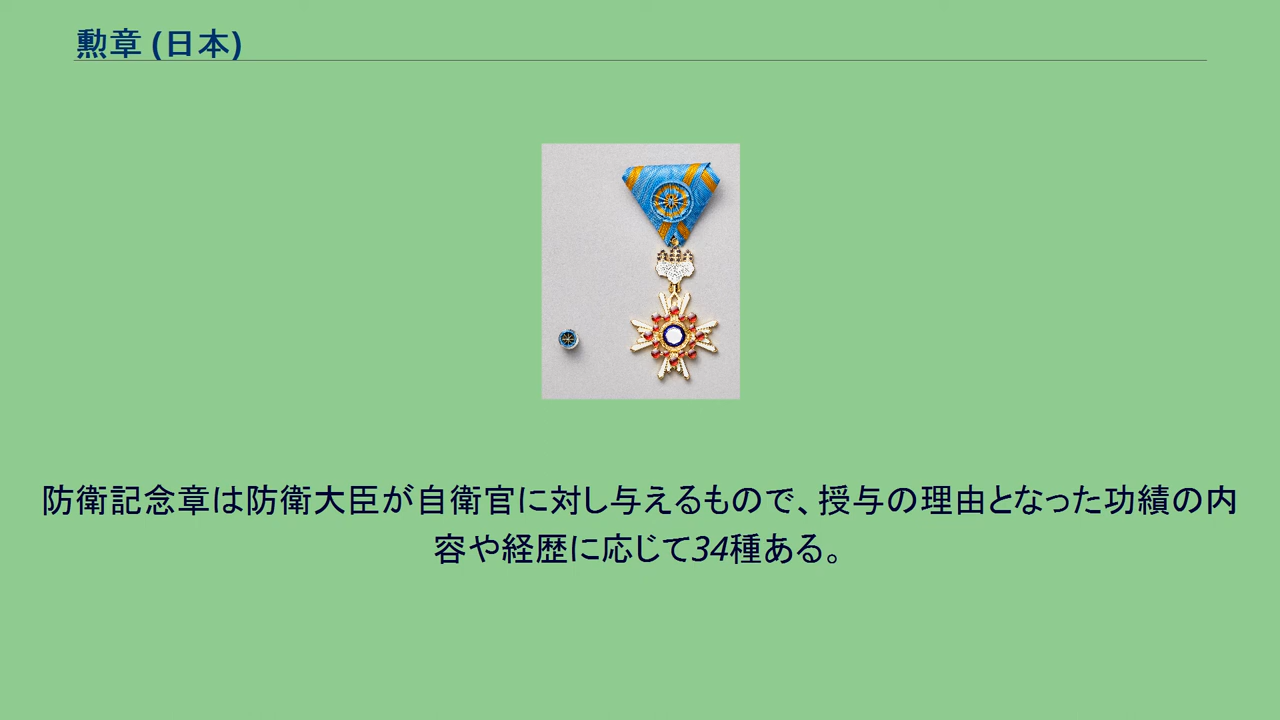 勲章 (日本)
防衛記念章は防衛大臣が自衛官に対し与えるもので、授与の理由となった功績の内
容や経歴に応じて34種ある。